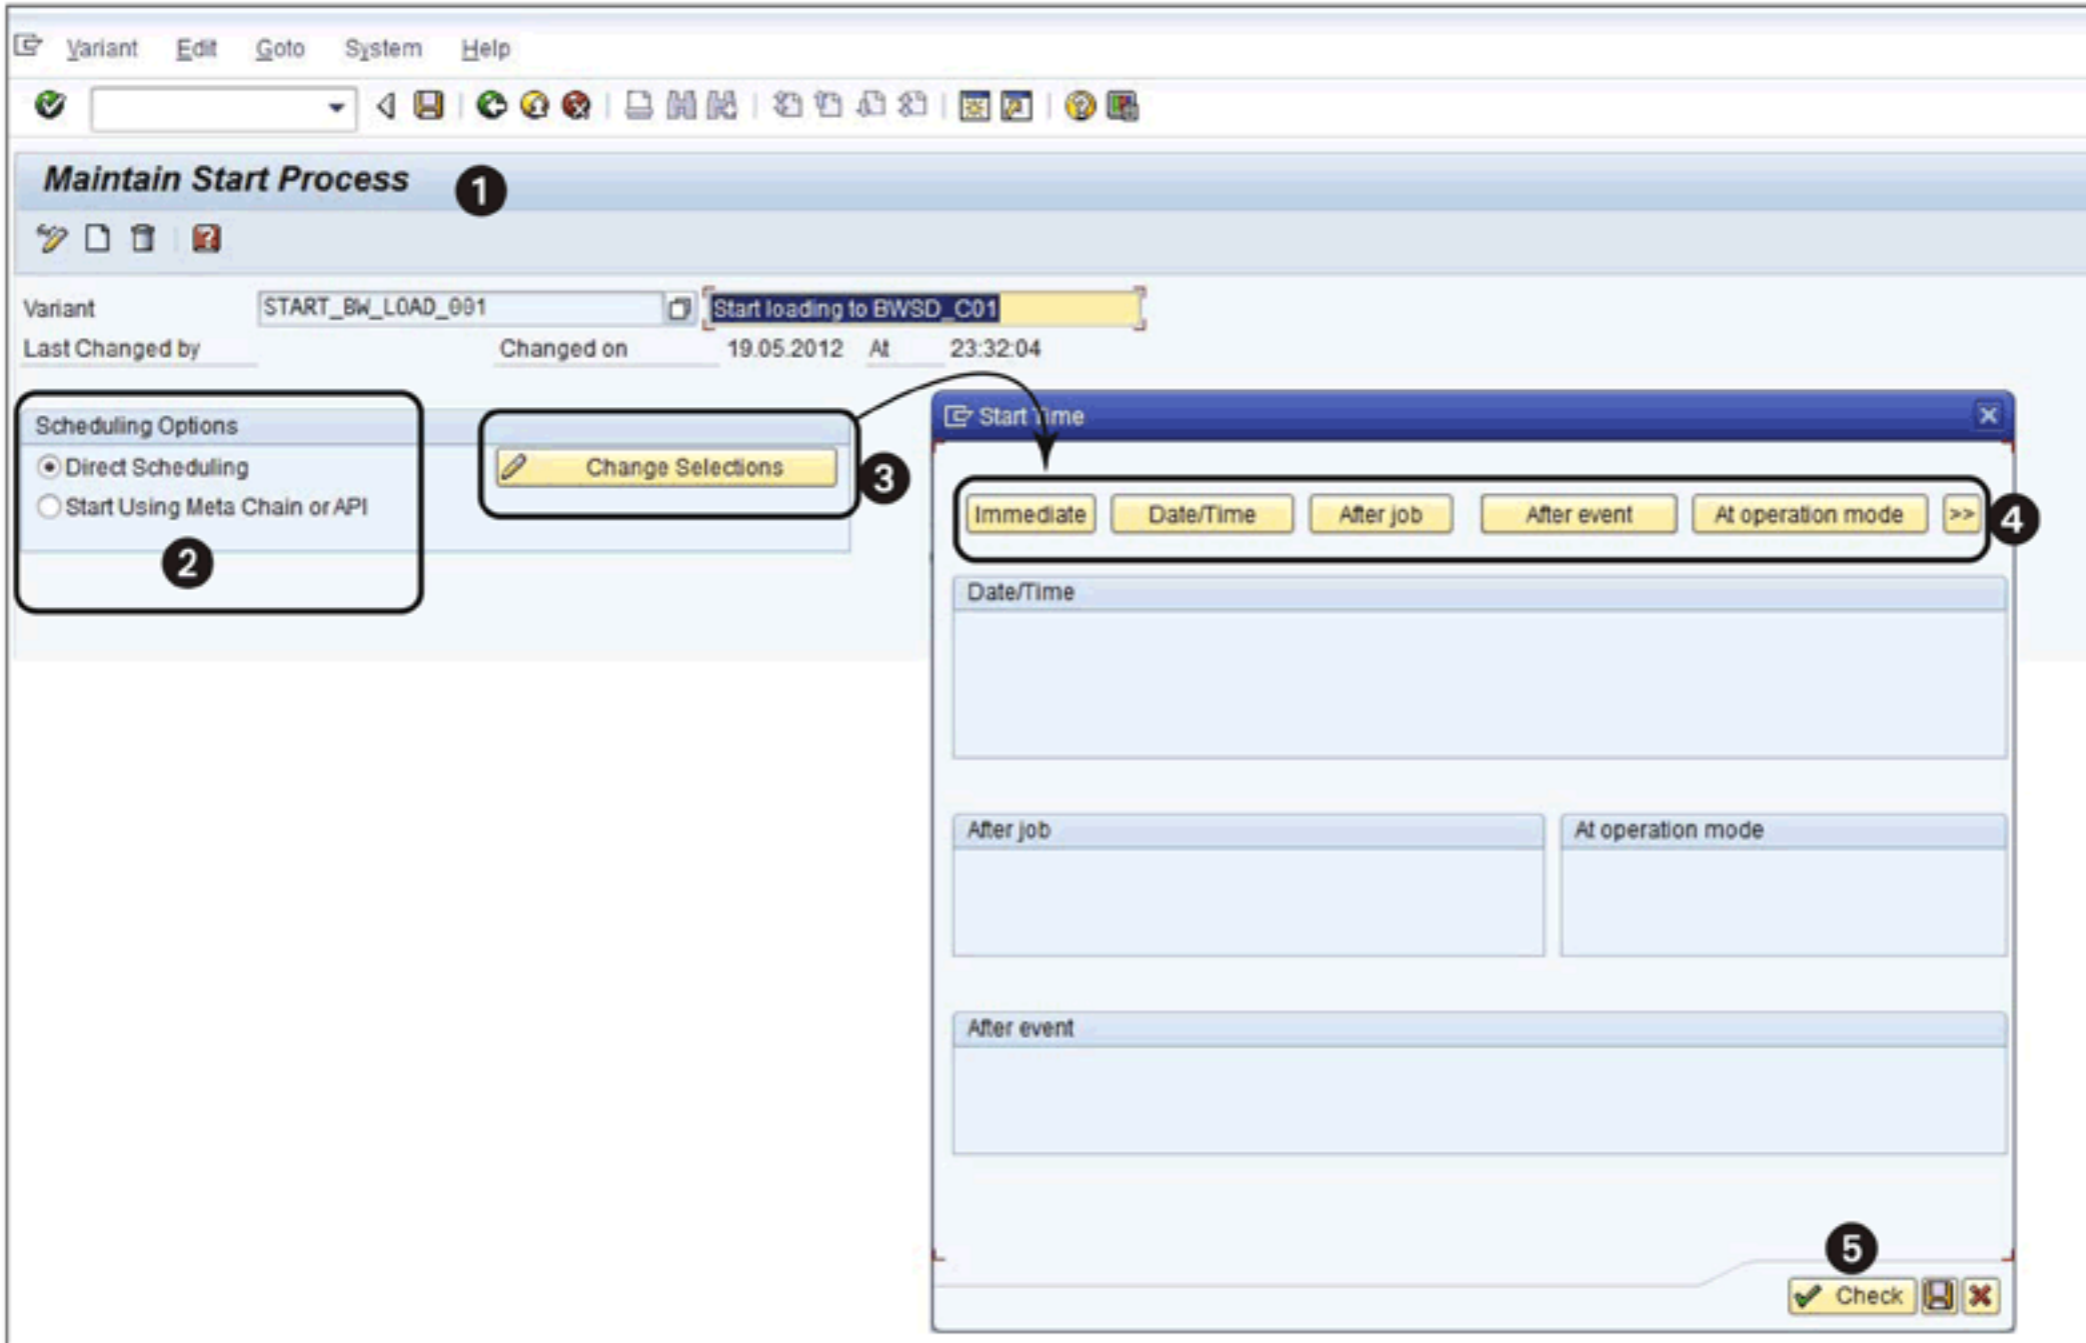 Variant Edit Goto System Help
Maintain Start Process 1
Variant START_BW_LOAD_001 Start loading to BWSD_C01
Last Changed by Changed on 19.05.2012 At 23:32:04
Scheduling Options
Direct Scheduling
Start Using Meta Chain or API
2
Change Selections 3
Start Time
Immediate Date/Time After job After event At operation mode >> 4
Date/Time
After job At operation mode
After event
5
Check